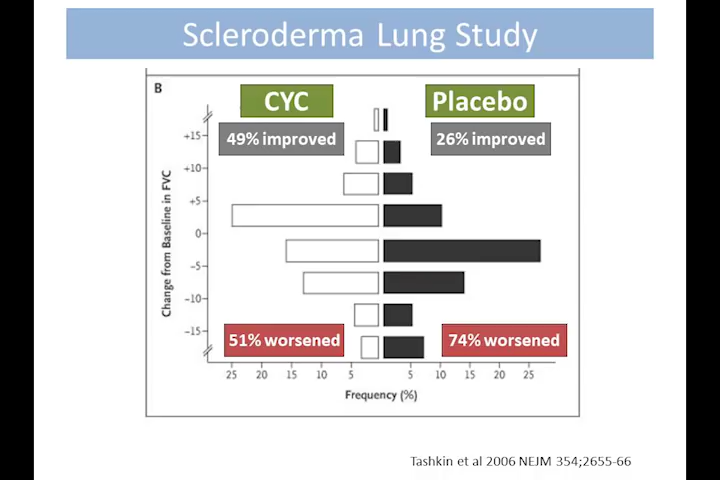 Scleroderma Lung Study
B
CYC
Placebo
49% improved
26% improved
+15
+10
+5
0
−5
−10
−15
Change from Baseline in FVC
51% worsened
74% worsened
25 20 15 10 5 5 10 15 20 25
Frequency (%)
Tashkin et al 2006 NEJM 354;2655-66